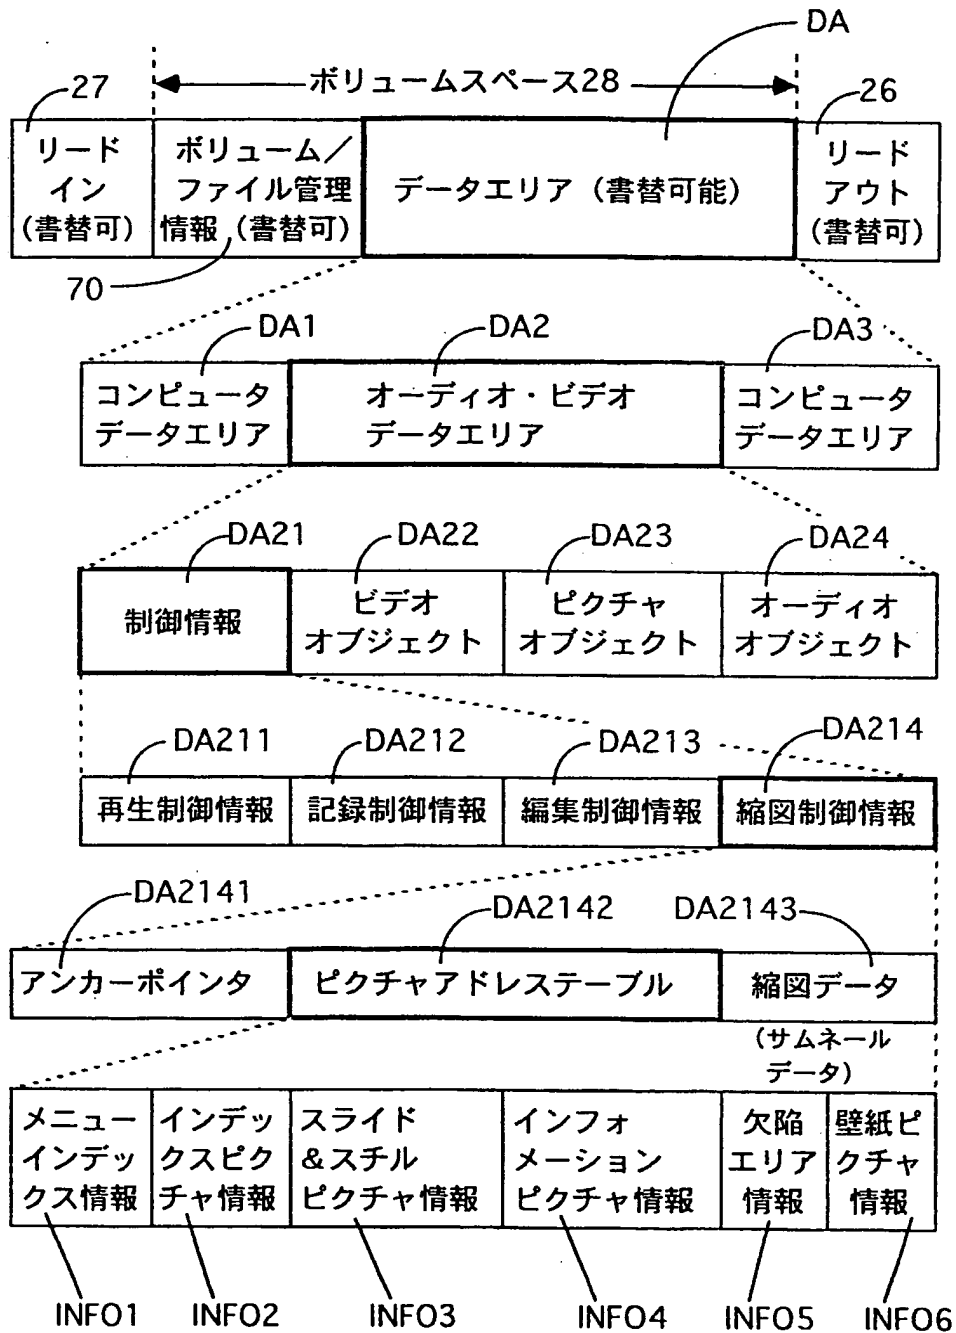 DA
ボリュームスペース28
27
26
リード
イン
(書替可)
ボリューム／
ファイル管理
情報 (書替可)
データエリア (書替可能)
リード
アウト
(書替可)
70
DA1
DA2
DA3
コンピュータ
データエリア
オーディオ・ビデオ
データエリア
コンピュータ
データエリア
DA21
DA22
DA23
DA24
制御情報
ビデオ
オブジェクト
ピクチャ
オブジェクト
オーディオ
オブジェクト
DA211
DA212
DA213
DA214
再生制御情報
記録制御情報
編集制御情報
縮図制御情報
DA2141
DA2142
DA2143
アンカーポインタ
ピクチャアドレステーブル
縮図データ
(サムネール
データ)
メニュー
インデッ
クス情報
インデッ
クスピク
チャ情報
スライド
＆スチル
ピクチャ情報
インフォ
メーション
ピクチャ情報
欠陥
エリア
情報
壁紙ピ
クチャ
情報
INFO1
INFO2
INFO3
INFO4
INFO5
INFO6